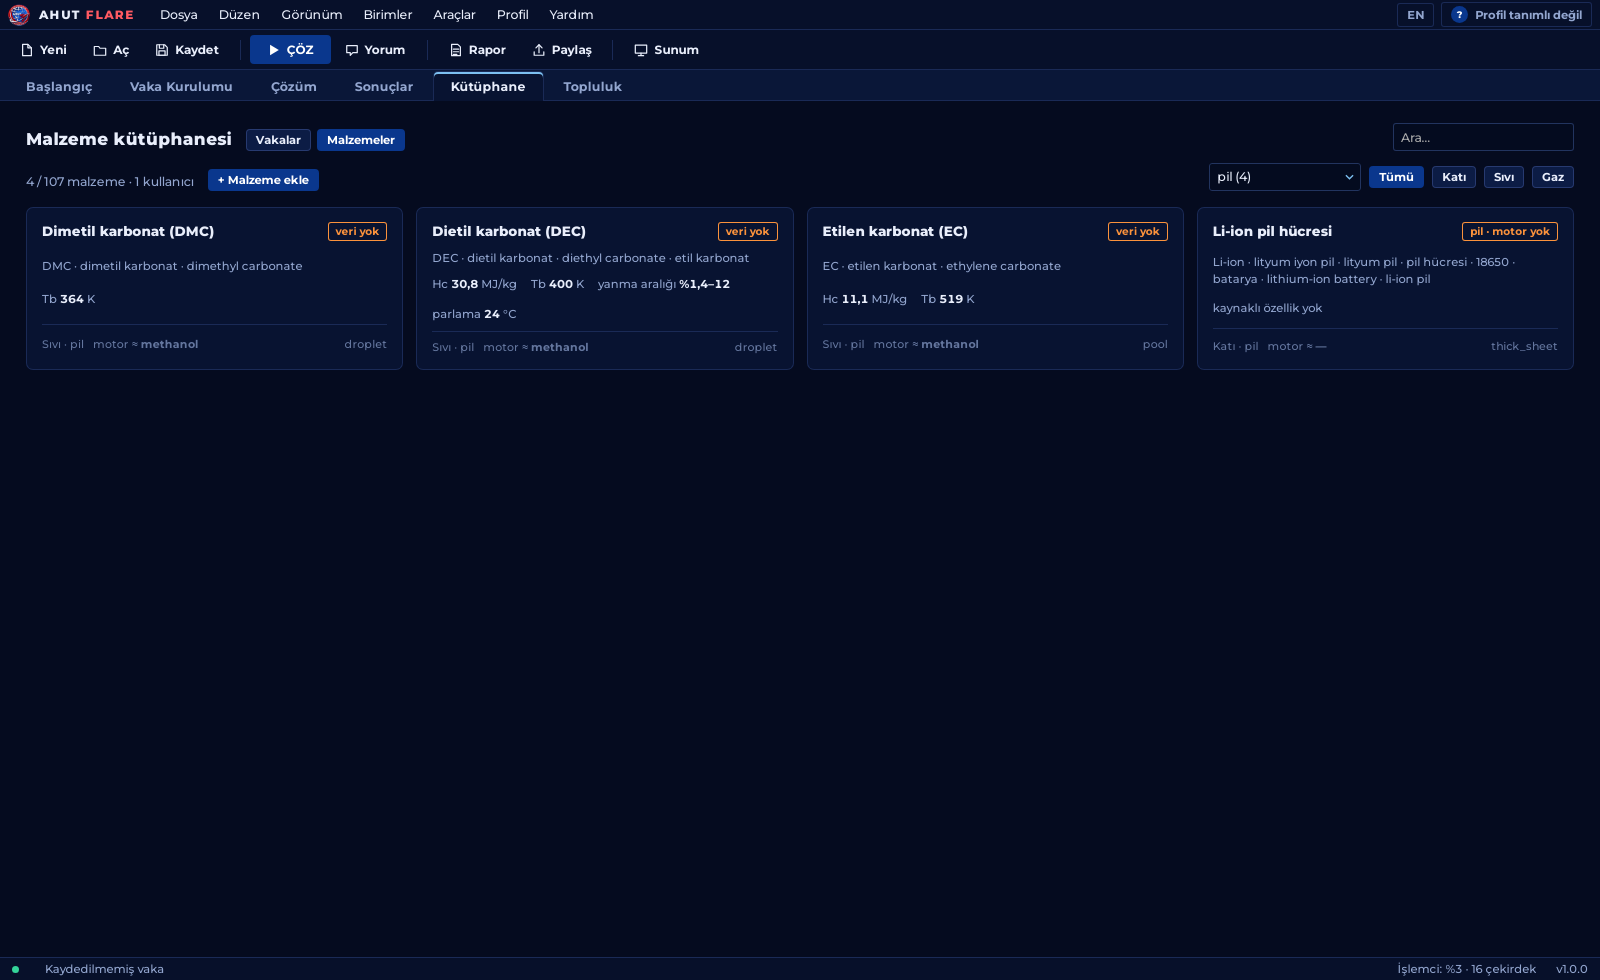 AHUT FLARE Dosya Düzen Görünüm Birimler Araçlar Profil Yardım EN ? Profil tanımlı değil
Yeni Aç Kaydet ÇÖZ Yorum Rapor Paylaş Sunum
Başlangıç Vaka Kurulumu Çözüm Sonuçlar Kütüphane Topluluk
Malzeme kütüphanesi Vakalar Malzemeler Ara...
4 / 107 malzeme · 1 kullanıcı + Malzeme ekle pil (4) Tümü Katı Sıvı Gaz
Dimetil karbonat (DMC) veri yok
DMC · dimetil karbonat · dimethyl carbonate
Tb 364 K
Sıvı · pil motor ≈ methanol droplet
Dietil karbonat (DEC) veri yok
DEC · dietil karbonat · diethyl carbonate · etil karbonat
Hc 30,8 MJ/kg Tb 400 K yanma aralığı %1,4–12
parlama 24 °C
Sıvı · pil motor ≈ methanol droplet
Etilen karbonat (EC) veri yok
EC · etilen karbonat · ethylene carbonate
Hc 11,1 MJ/kg Tb 519 K
Sıvı · pil motor ≈ methanol pool
Li-ion pil hücresi pil · motor yok
Li-ion · lityum iyon pil · lityum pil · pil hücresi · 18650 ·
batarya · lithium-ion battery · li-ion pil
kaynaklı özellik yok
Katı · pil motor ≈ — thick_sheet
Kaydedilmemiş vaka İşlemci: %3 · 16 çekirdek v1.0.0